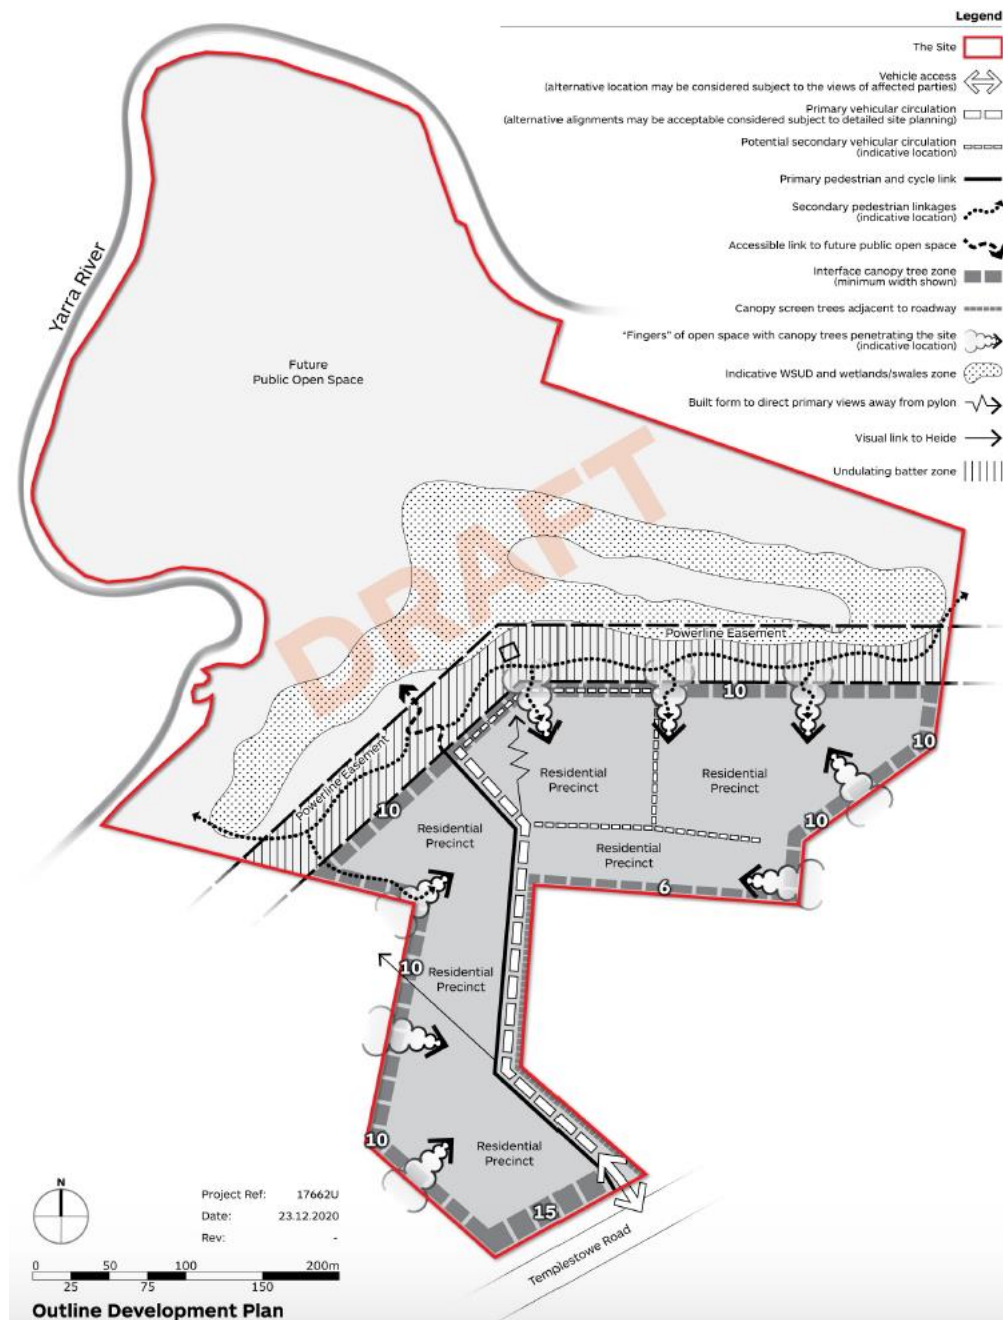 Legend
The Site
Vehicle access
(alternative location may be considered subject to the views of affected parties)
Primary vehicular circulation
(alternative alignments may be acceptable considered subject to detailed site planning)
Potential secondary vehicular circulation
(indicative location)
Primary pedestrian and cycle link
Secondary pedestrian linkages
(indicative location)
Accessible link to future public open space
Interface canopy tree zone
(minimum width shown)
Canopy screen trees adjacent to roadway
"Fingers" of open space with canopy trees penetrating the site
(indicative location)
Indicative WSUD and wetlands/swales zone
Built form to direct primary views away from pylon
Visual link to Heide
Undulating batter zone
Yarra River
Future
Public Open Space
DRAFT
Powerline Easement
Powerline Easement
10
10
10
10
Residential
Precinct
Residential
Precinct
Residential
Precinct
Residential
Precinct
6
10
Residential
Precinct
10
Residential
Precinct
15
Templestowe Road
N
Project Ref: 17662U
Date: 23.12.2020
Rev: -
0 50 100 200m
25 75 150
Outline Development Plan